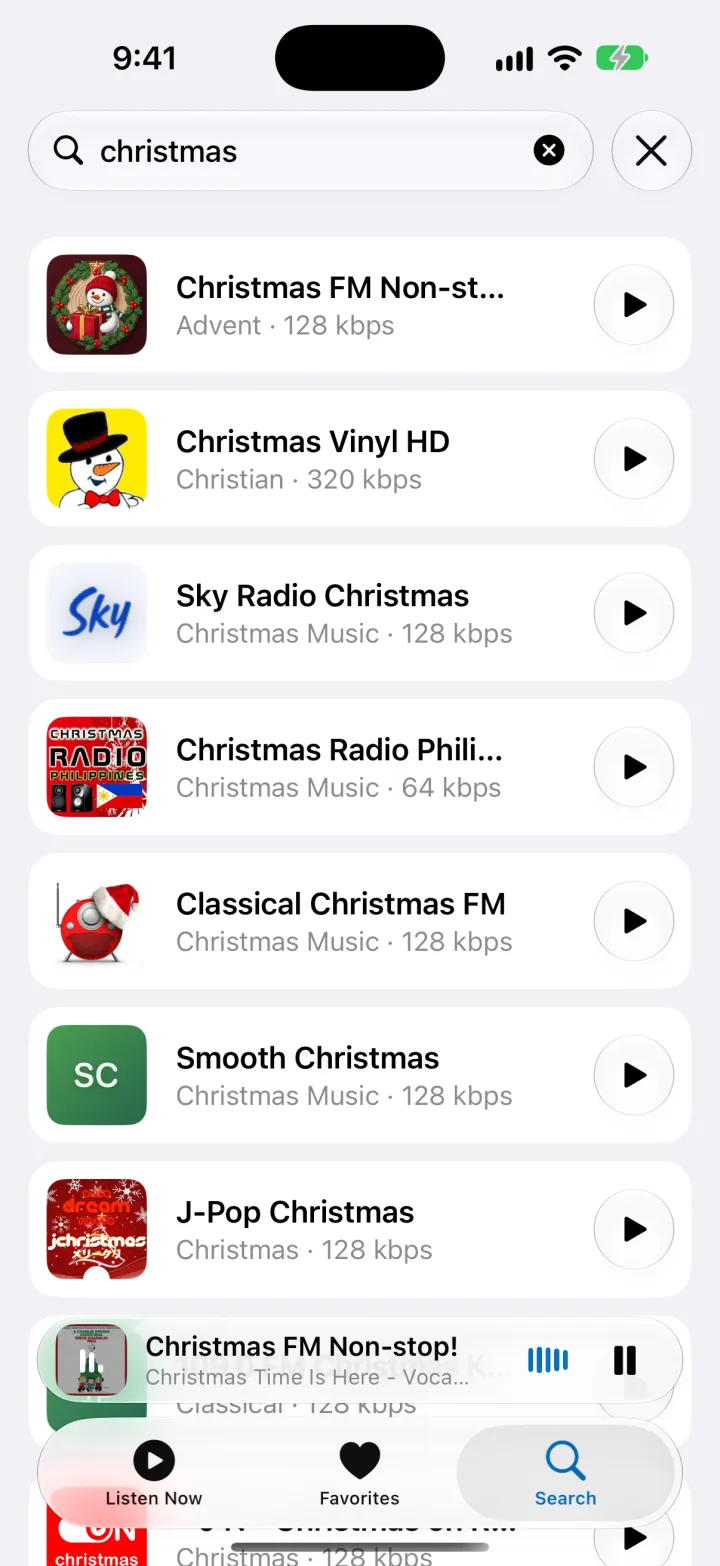 9:41
christmas
Christmas FM Non-st...
Advent · 128 kbps
Christmas Vinyl HD
Christian · 320 kbps
Sky
Sky Radio Christmas
Christmas Music · 128 kbps
CHRISTMAS
RADIO
PHILIPPINES
Christmas Radio Phili...
Christmas Music · 64 kbps
Classical Christmas FM
Christmas Music · 128 kbps
SC
Smooth Christmas
Christmas Music · 128 kbps
dream
jchristmas
J-Pop Christmas
Christmas · 128 kbps
Christmas FM Non-stop!
Christmas Time Is Here - Voca...
Classical · 128 kbps
Listen Now
Favorites
Search
ON
christmas
Christmas · 128 kbps